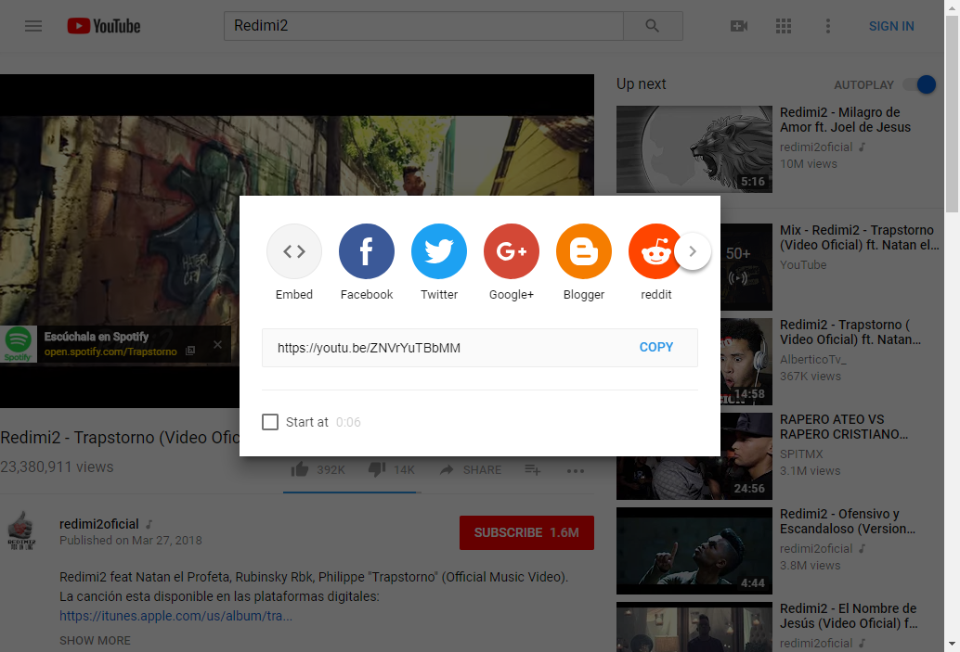 YouTube
Redimi2
SIGN IN
Up next
AUTOPLAY
Redimi2 - Milagro de
Amor ft. Joel de Jesus
redimi2oficial
10M views
5:16
Mix - Redimi2 - Trapstorno
(Video Oficial) ft. Natan el...
YouTube
50+
Redimi2 - Trapstorno (
Video Oficial) ft. Natan...
AlberticoTv_
367K views
14:58
RAPERO ATEO VS
RAPERO CRISTIANO...
SPITMX
3.1M views
24:56
Redimi2 - Ofensivo y
Escandaloso (Version...
redimi2oficial
3.8M views
4:44
Redimi2 - El Nombre de
Jesús (Video Oficial) f...
redimi2oficial
Embed
Facebook
Twitter
Google+
Blogger
reddit
https://youtu.be/ZNVrYuTBbMM
COPY
Start at 0:06
Spotify
Escúchala en Spotify
open.spotify.com/Trapstorno
Redimi2 - Trapstorno (Video Ofic
23,380,911 views
392K
14K
SHARE
redimi2oficial
Published on Mar 27, 2018
SUBSCRIBE 1.6M
Redimi2 feat Natan el Profeta, Rubinsky Rbk, Philippe "Trapstorno" (Official Music Video).
La canción esta disponible en las plataformas digitales:
https://itunes.apple.com/us/album/tra...
SHOW MORE